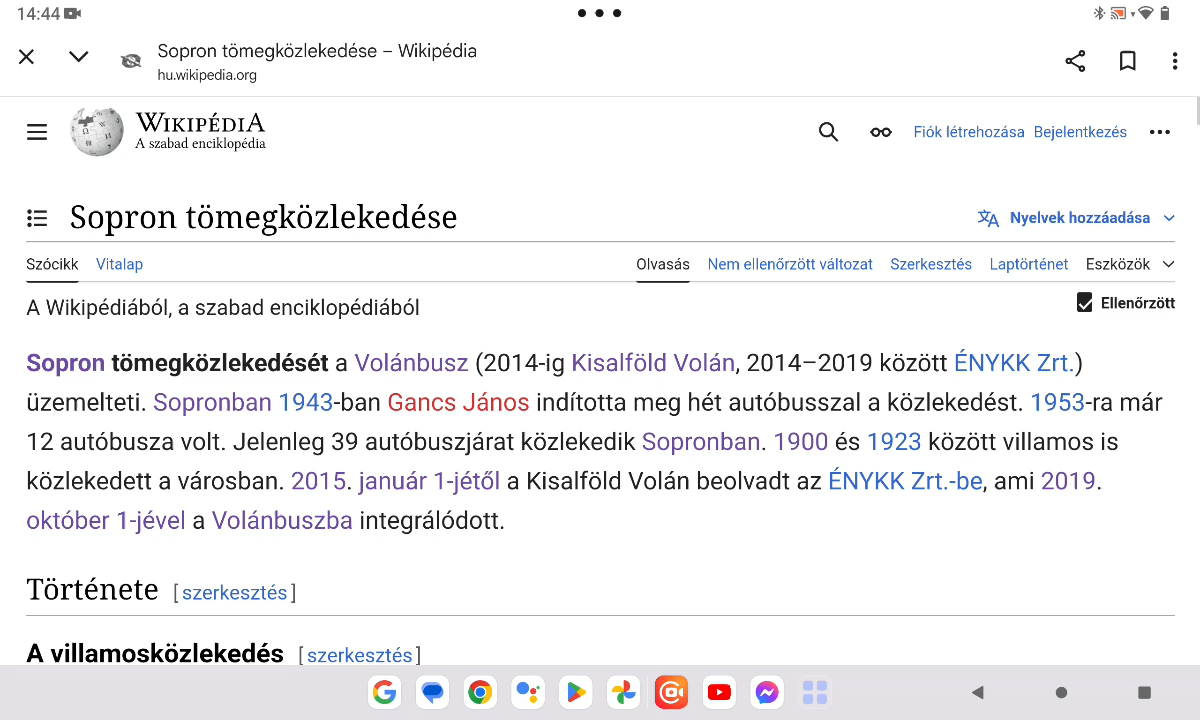 14:44
Sopron tömegközlekedése – Wikipédia
hu.wikipedia.org
WIKIPÉDIA
A szabad enciklopédia
Fiók létrehozása Bejelentkezés
Sopron tömegközlekedése
Nyelvek hozzáadása
Szócikk Vitalap Olvasás Nem ellenőrzött változat Szerkesztés Laptörténet Eszközök
A Wikipédiából, a szabad enciklopédiából
Ellenőrzött
Sopron tömegközlekedését a Volánbusz (2014-ig Kisalföld Volán, 2014–2019 között ÉNYKK Zrt.)
üzemelteti. Sopronban 1943-ban Gancs János indította meg hét autóbusszal a közlekedést. 1953-ra már
12 autóbusza volt. Jelenleg 39 autóbuszjárat közlekedik Sopronban. 1900 és 1923 között villamos is
közlekedett a városban. 2015. január 1-jétől a Kisalföld Volán beolvadt az ÉNYKK Zrt.-be, ami 2019.
október 1-jével a Volánbuszba integrálódott.
Története [szerkesztés]
A villamosközlekedés [szerkesztés]